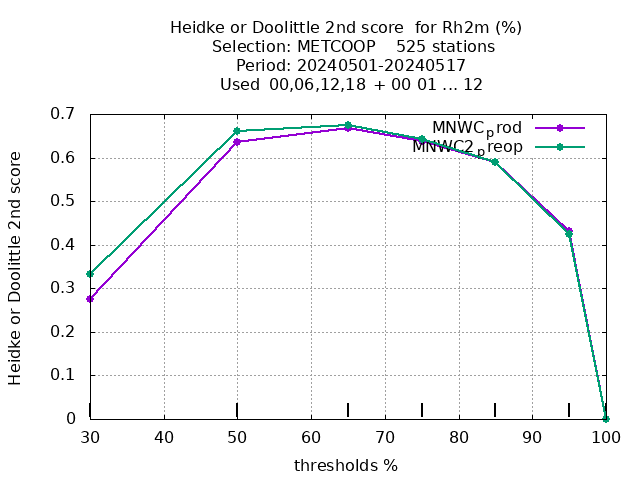 Heidke or Doolittle 2nd score  for Rh2m (%)
Selection: METCOOP    525 stations
Period: 20240501-20240517
Used  00,06,12,18 + 00 01 ... 12
0.7
0.6
0.5
0.4
0.3
0.2
0.1
0
Heidke or Doolittle 2nd score
MNWCprod
MNWC2preop
30 40 50 60 70 80 90 100
thresholds %